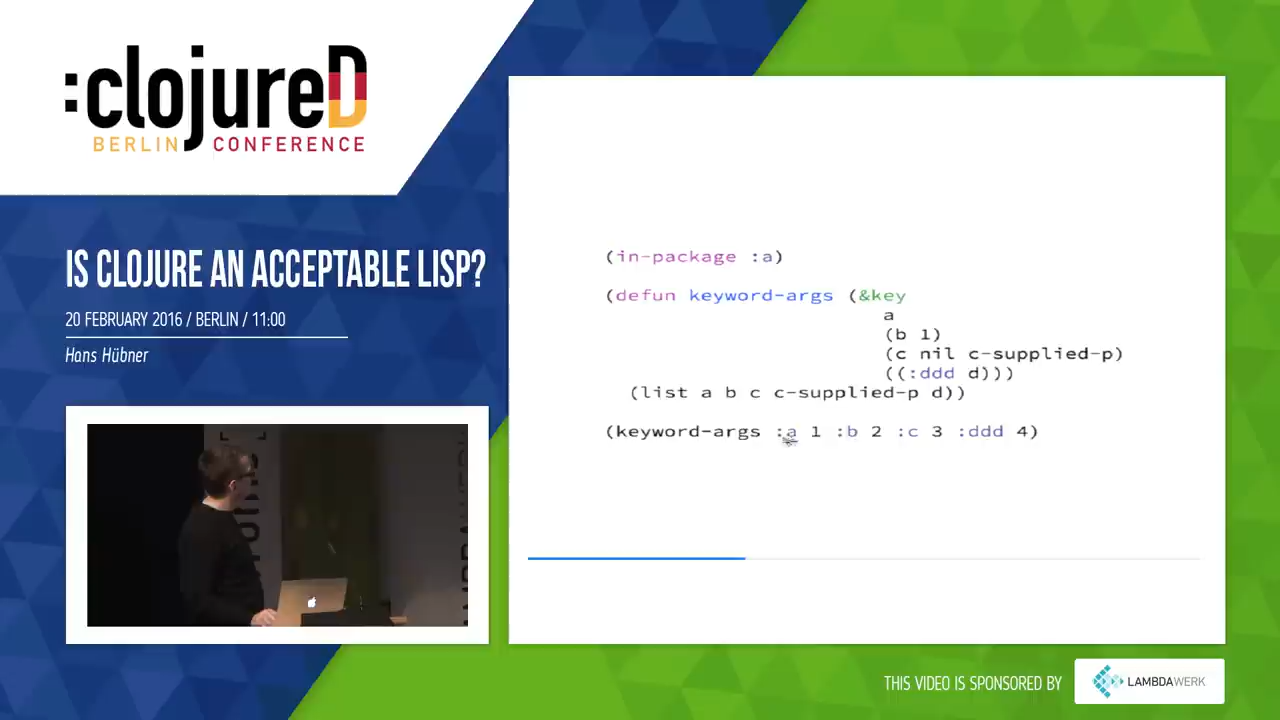 :clojureD
BERLIN CONFERENCE
IS CLOJURE AN ACCEPTABLE LISP?
20 FEBRUARY 2016 / BERLIN / 11:00
Hans Hübner
(in-package :a)
(defun keyword-args (&key
a
(b 1)
(c nil c-supplied-p)
((:ddd d)))
(list a b c c-supplied-p d))
(keyword-args :a 1 :b 2 :c 3 :ddd 4)
THIS VIDEO IS SPONSORED BY
LAMBDAWERK